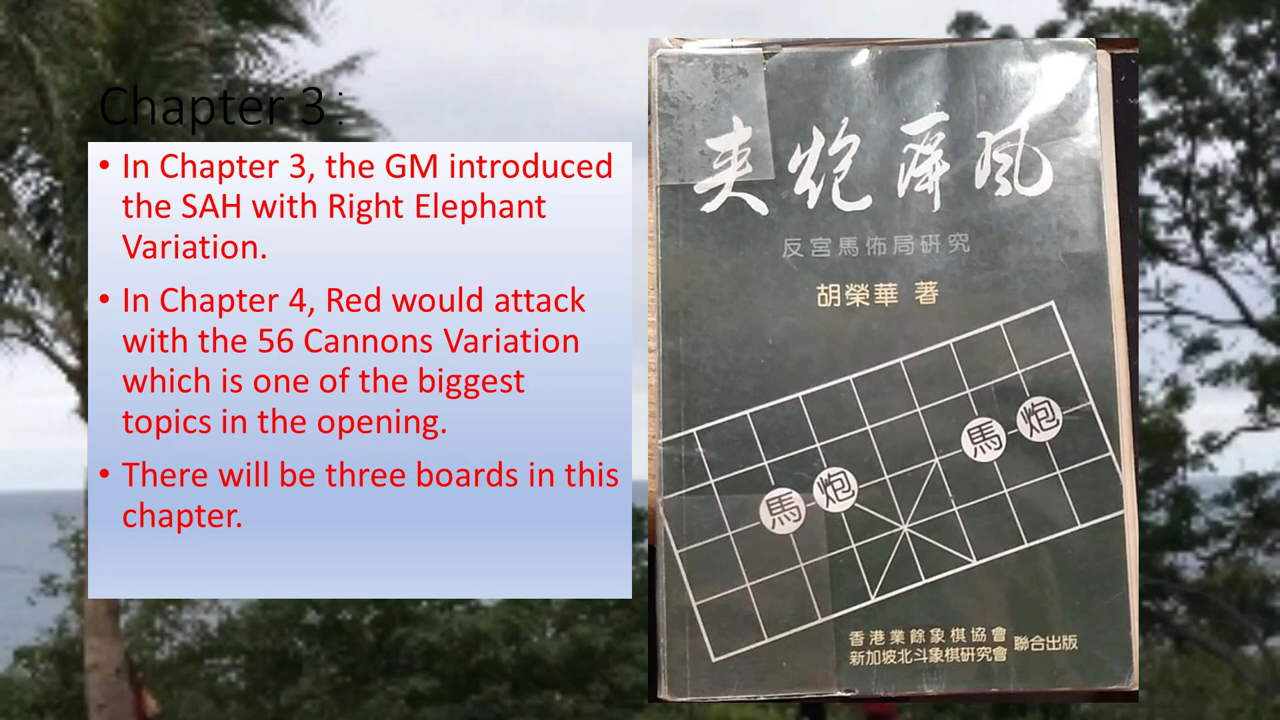 Chapter 3：
• In Chapter 3, the GM introduced
the SAH with Right Elephant
Variation.
• In Chapter 4, Red would attack
with the 56 Cannons Variation
which is one of the biggest
topics in the opening.
• There will be three boards in this
chapter.
夹炮屏風
反宮馬佈局研究
胡榮華 著
馬 炮
馬 炮
香港業餘象棋協會
新加坡北斗象棋研究會 聯合出版